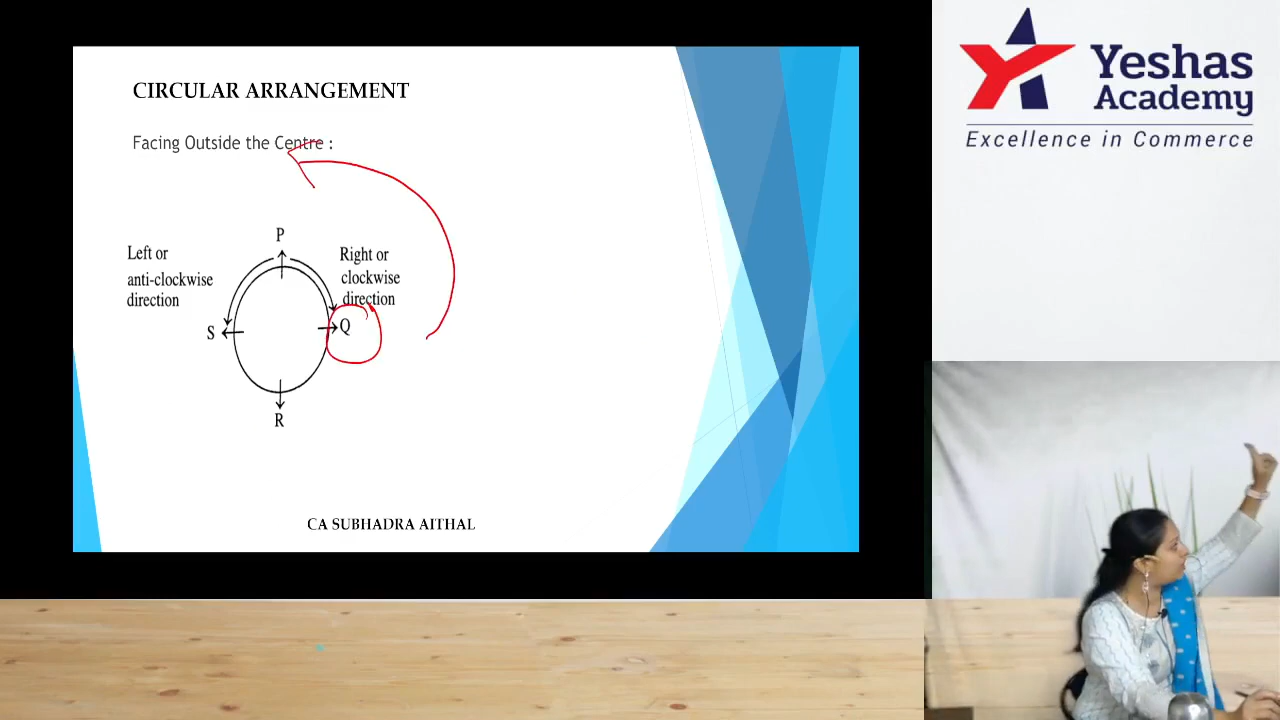 CIRCULAR ARRANGEMENT
Facing Outside the Centre :
P
Left or
anti-clockwise
direction
Right or
clockwise
direction
S
Q
R
CA SUBHADRA AITHAL
Yeshas
Academy
Excellence in Commerce